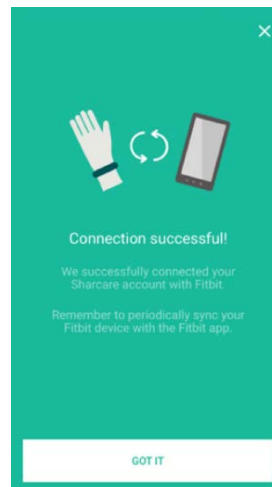 Connection successful!
We successfully connected your
Sharcare account with Fitbit.
Remember to periodically sync your
Fitbit device with the Fitbit app.
GOT IT